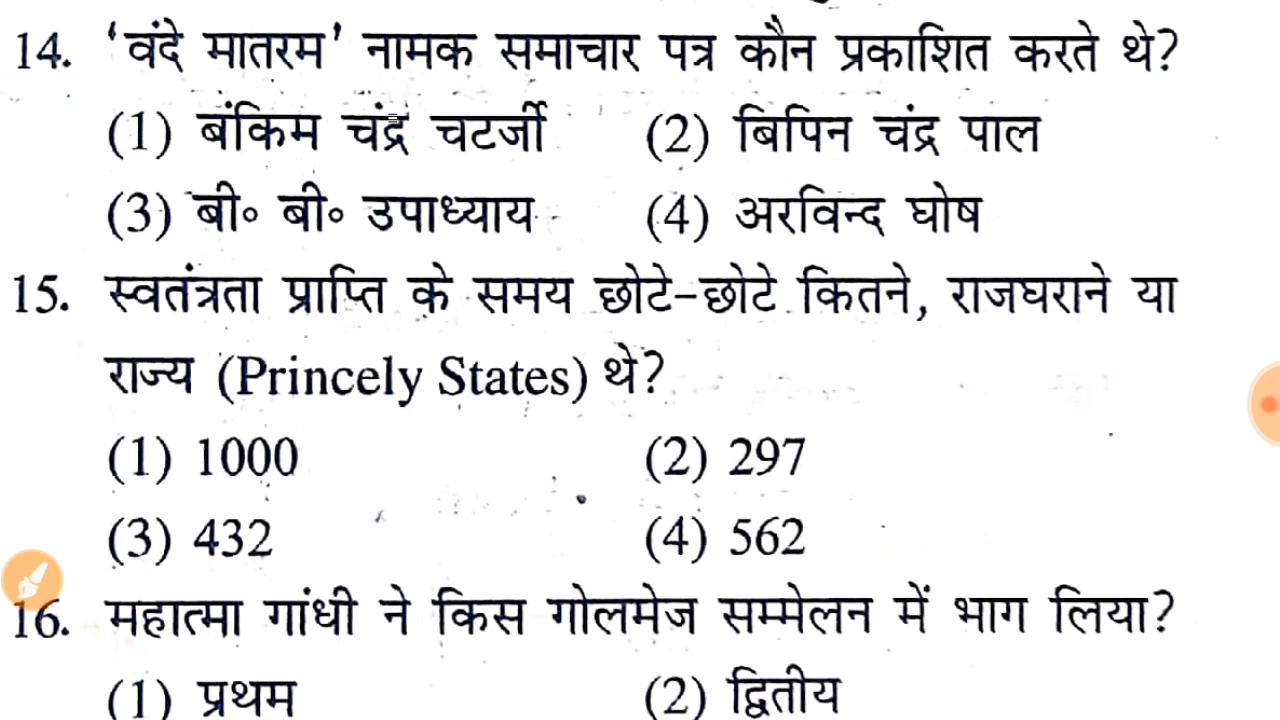 14. ‘वंदे मातरम’ नामक समाचार पत्र कौन प्रकाशित करते थे?
(1) बंकिम चंद्र चटर्जी (2) बिपिन चंद्र पाल
(3) बी॰ बी॰ उपाध्याय (4) अरविन्द घोष
15. स्वतंत्रता प्राप्ति के समय छोटे-छोटे कितने, राजघराने या
राज्य (Princely States) थे?
(1) 1000 (2) 297
(3) 432 (4) 562
16. महात्मा गांधी ने किस गोलमेज सम्मेलन में भाग लिया?
(1) प्रथम (2) द्वितीय